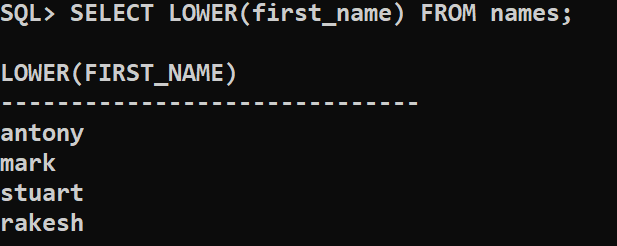 SQL> SELECT LOWER(first_name) FROM names;
LOWER(FIRST_NAME)
------------------------------
antony
mark
stuart
rakesh